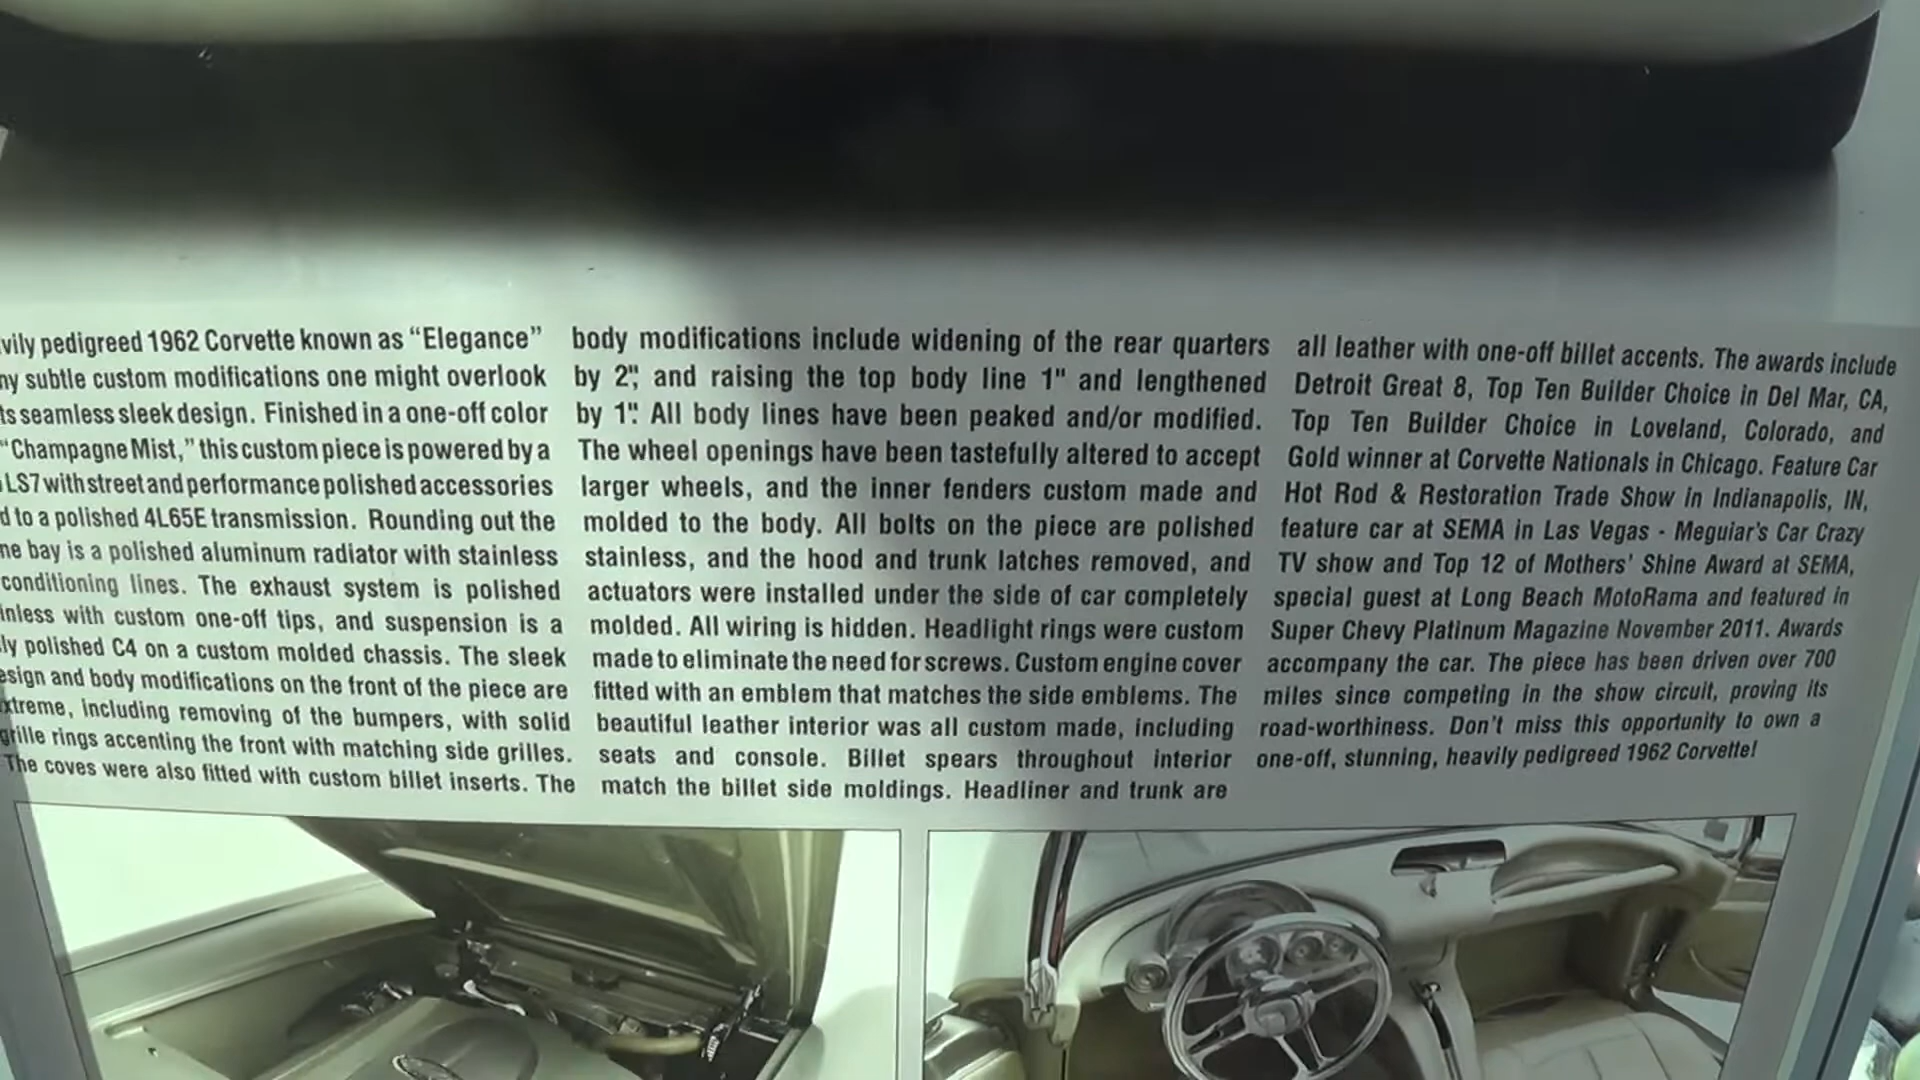 pedigreed 1962 Corvette known as “Elegance”
subtle custom modifications one might overlook
seamless sleek design. Finished in a one-off color
“Champagne Mist,” this custom piece is powered by a
LS7 with street and performance polished accessories
to a polished 4L65E transmission. Rounding out the
bay is a polished aluminum radiator with stainless
conditioning lines. The exhaust system is polished
with custom one-off tips, and suspension is a
polished C4 on a custom molded chassis. The sleek
and body modifications on the front of the piece are
including removing of the bumpers, with solid
grille rings accenting the front with matching side grilles.
The coves were also fitted with custom billet inserts. The
body modifications include widening of the rear quarters
by 2", and raising the top body line 1" and lengthened
by 1". All body lines have been peaked and/or modified.
The wheel openings have been tastefully altered to accept
larger wheels, and the inner fenders custom made and
molded to the body. All bolts on the piece are polished
stainless, and the hood and trunk latches removed, and
actuators were installed under the side of car completely
molded. All wiring is hidden. Headlight rings were custom
made to eliminate the need for screws. Custom engine cover
fitted with an emblem that matches the side emblems. The
beautiful leather interior was all custom made, including
seats and console. Billet spears throughout interior
match the billet side moldings. Headliner and trunk are
all leather with one-off billet accents. The awards include
Detroit Great 8, Top Ten Builder Choice in Del Mar, CA,
Top Ten Builder Choice in Loveland, Colorado, and
Gold winner at Corvette Nationals in Chicago. Feature Car
Hot Rod & Restoration Trade Show in Indianapolis, IN,
feature car at SEMA in Las Vegas - Meguiar's Car Crazy
TV show and Top 12 of Mothers' Shine Award at SEMA,
special guest at Long Beach MotoRama and featured in
Super Chevy Platinum Magazine November 2011. Awards
accompany the car. The piece has been driven over 700
miles since competing in the show circuit, proving its
road-worthiness. Don't miss this opportunity to own a
one-off, stunning, heavily pedigreed 1962 Corvette!